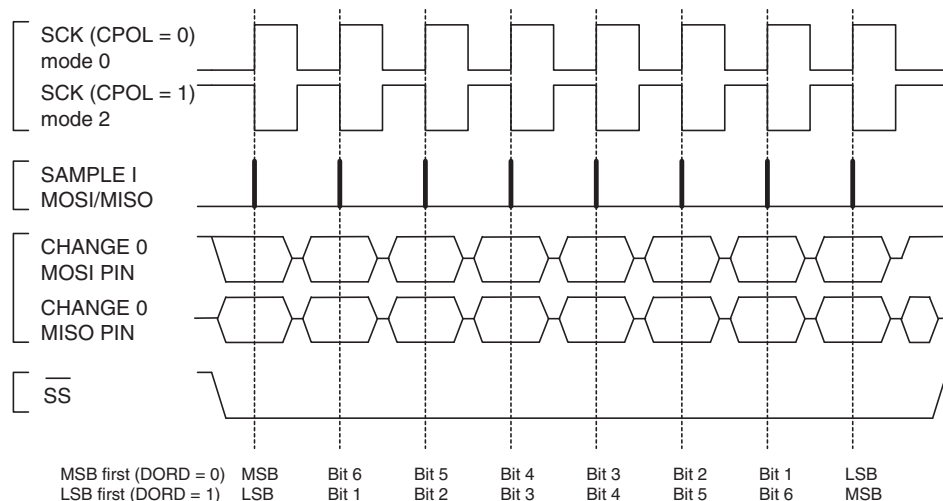 SCK (CPOL = 0)
mode 0
SCK (CPOL = 1)
mode 2
SAMPLE I
MOSI/MISO
CHANGE 0
MOSI PIN
CHANGE 0
MISO PIN
SS
MSB first (DORD = 0) MSB Bit 6 Bit 5 Bit 4 Bit 3 Bit 2 Bit 1 LSB
LSB first (DORD = 1) LSB Bit 1 Bit 2 Bit 3 Bit 4 Bit 5 Bit 6 MSB